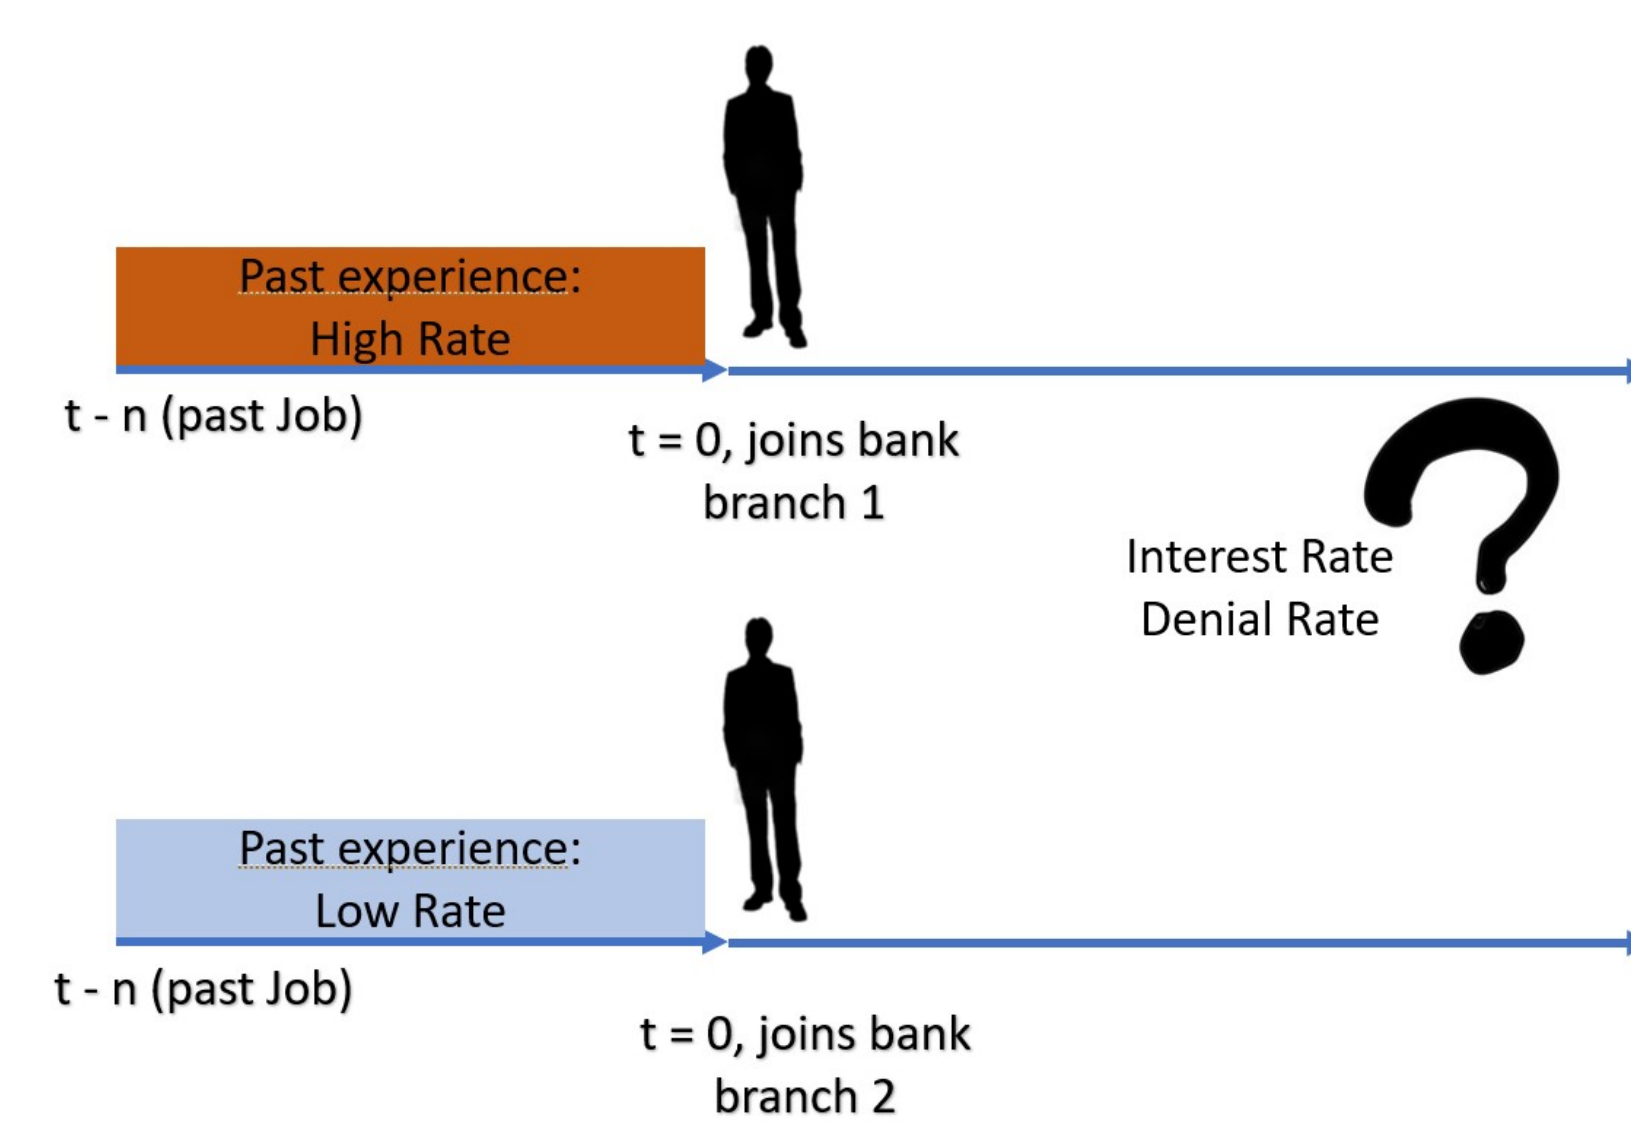 Past experience:
High Rate
t - n (past Job)
t = 0, joins bank
branch 1
Interest Rate
Denial Rate
Past experience:
Low Rate
t - n (past Job)
t = 0, joins bank
branch 2